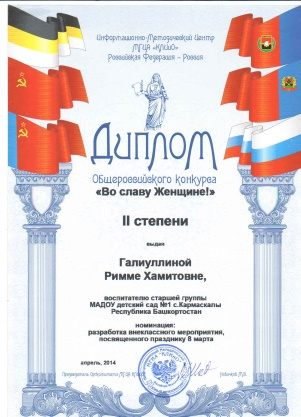 Информационно-Методический Центр
Российская Федерация - Россия
Диплом
Общероссийского конкурса
«Во славу Женщине!»
II степени
выдан
Галиуллиной
Римме Хамитовне,
воспитателю старшей группы
МАДОУ детский сад №1 с.Кармаскалы
Республика Башкортостан
номинация:
разработка внеклассного мероприятия,
посвященного празднику 8 марта
апрель, 2014